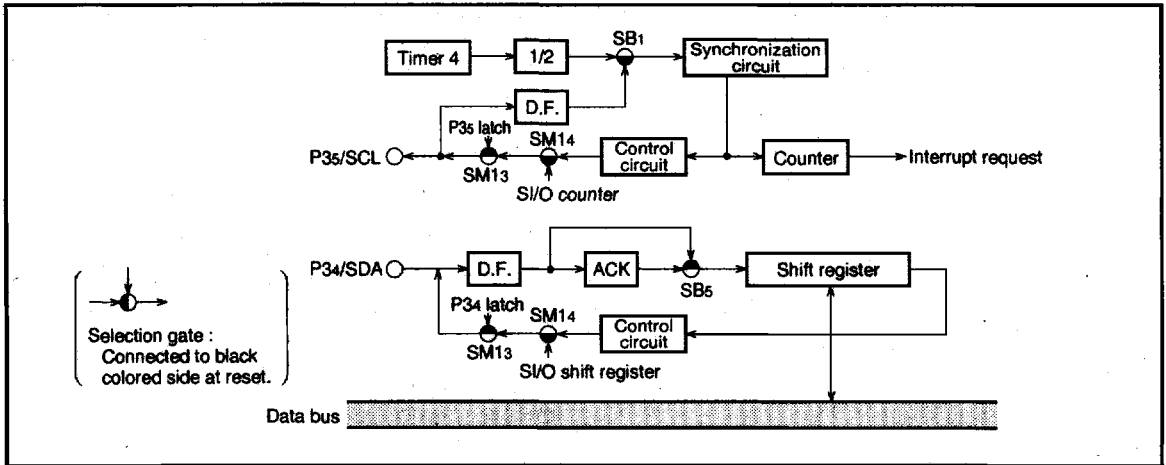 SB1
Timer 4
1/2
Synchronization
circuit
D.F.
P35 latch
SM14
P35/SCL
SM13
Control
circuit
Counter
Interrupt request
SI/O counter
P34/SDA
D.F.
ACK
SB5
Shift register
P34 latch
SM14
SM13
Control
circuit
SI/O shift register
Selection gate :
Connected to black
colored side at reset.
Data bus